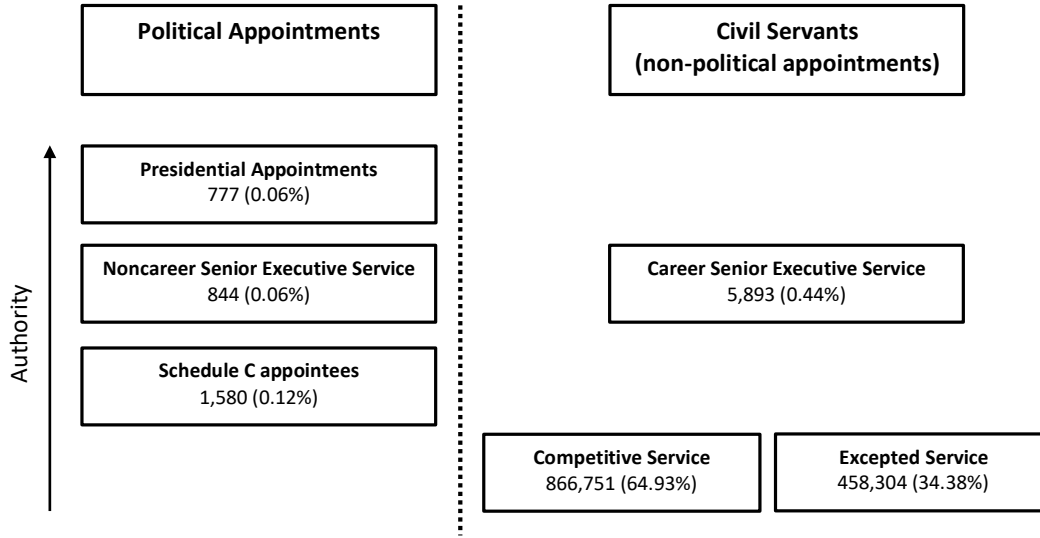 Political Appointments
Civil Servants
(non-political appointments)
Authority
Presidential Appointments
777 (0.06%)
Noncareer Senior Executive Service
844 (0.06%)
Career Senior Executive Service
5,893 (0.44%)
Schedule C appointees
1,580 (0.12%)
Competitive Service
866,751 (64.93%)
Excepted Service
458,304 (34.38%)